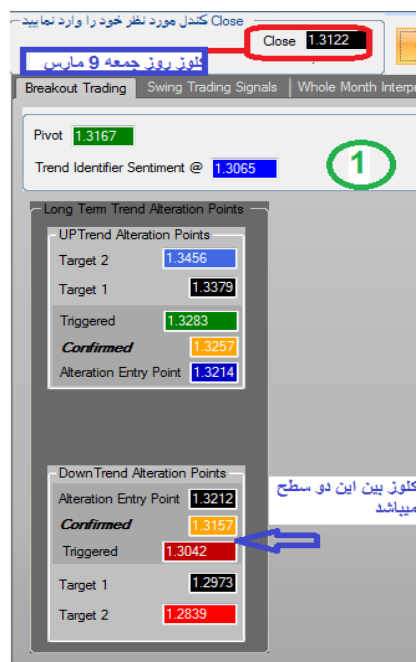 Close کندل مورد نظر خود را وارد نمایید
Close 1.3122
کلوز روز جمعه 9 مارس
Breakout Trading Swing Trading Signals Whole Month Interpr
Pivot 1.3167
Trend Identifier Sentiment @ 1.3065
1
Long Term Trend Alteration Points
UPTrend Alteration Points
Target 2 1.3456
Target 1 1.3379
Triggered 1.3283
Confirmed 1.3257
Alteration Entry Point 1.3214
DownTrend Alteration Points
Alteration Entry Point 1.3212
Confirmed 1.3157
Triggered 1.3042
Target 1 1.2973
Target 2 1.2839
کلوز بین این دو سطح
میباشد